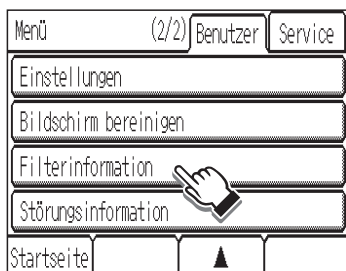 Menü (2/2) Benutzer Service
Einstellungen
Bildschirm bereinigen
Filterinformation
Störungsinformation
Startseite